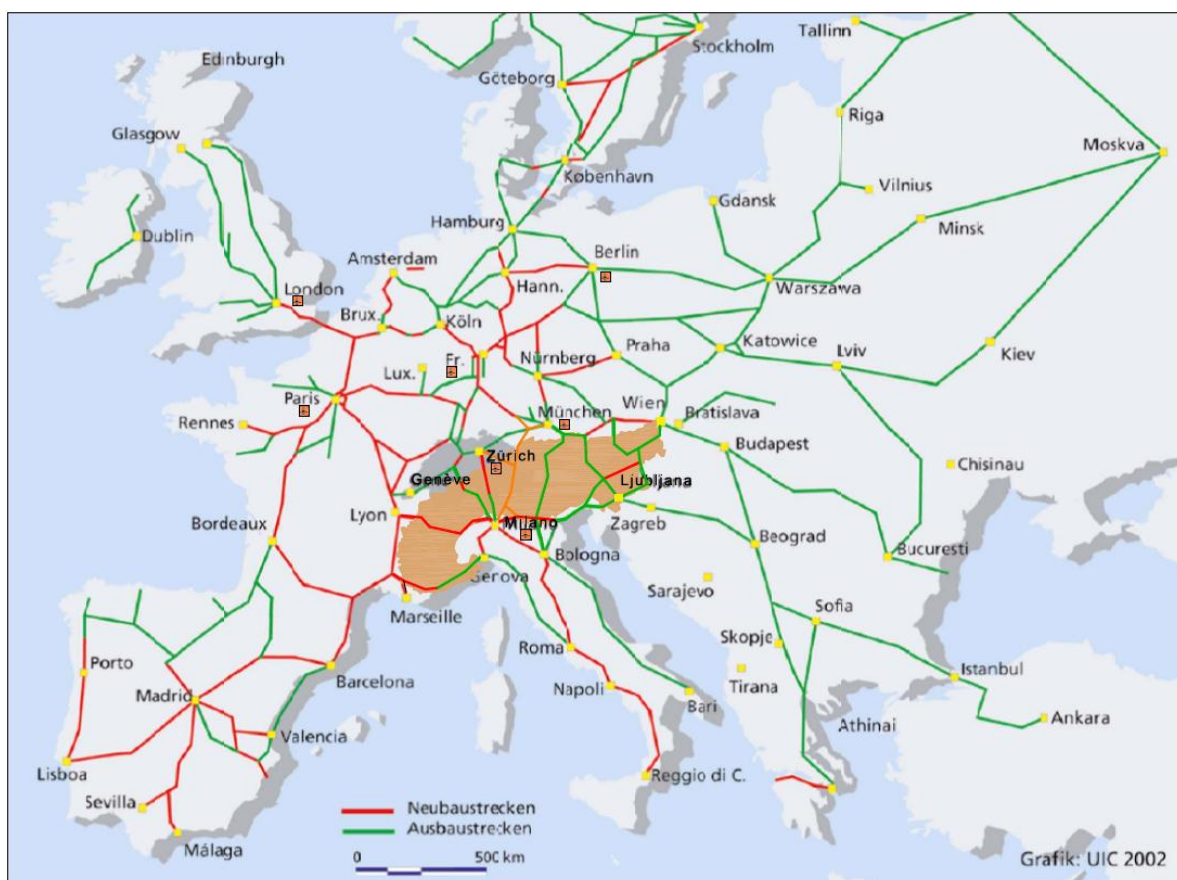 Tallinn
Stockholm
Edinburgh
Göteborg
Riga
Glasgow
Moskva
København
Vilnius
Gdansk
Hamburg
Minsk
Dublin
Berlin
Amsterdam
Hann.
Warszawa
London
Brux.
Köln
Katowice
Kiev
Lviv
Praha
Fr.
Nürnberg
Lux.
Paris
Wien
München
Bratislava
Rennes
Budapest
Zürich
Chisinau
Genève
Ljubljana
Lyon
Milano
Zagreb
Bordeaux
Beograd
Bologna
Bucuresti
Genova
Sarajevo
Marseille
Sofia
Skopje
Roma
Porto
Istanbul
Barcelona
Tirana
Napoli
Madrid
Bari
Athinai
Ankara
Valencia
Lisboa
Reggio di C.
Sevilla
Neubaustrecken
Ausbaustrecken
Málaga
0 500 km
Grafik: UIC 2002